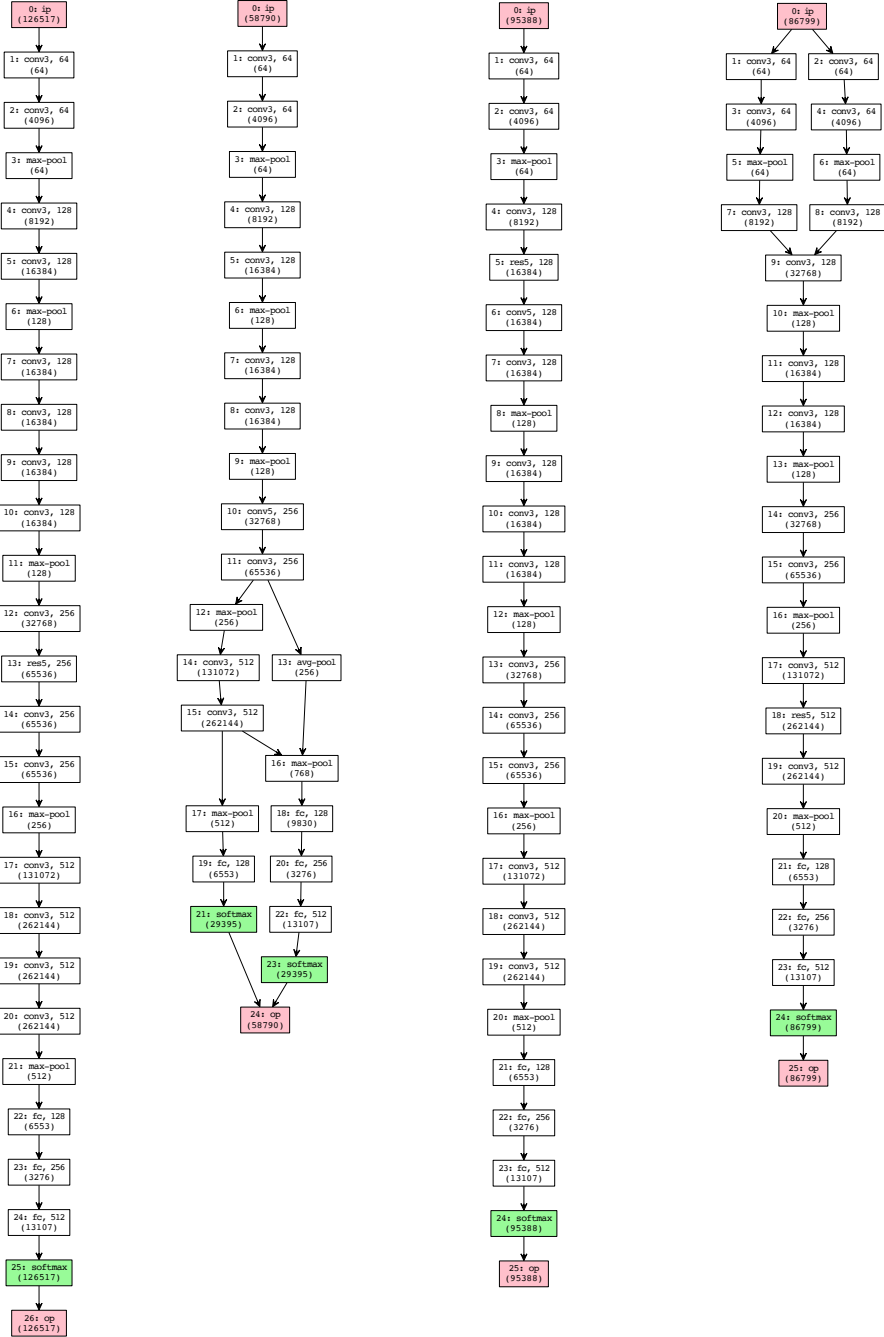 0: ip
(126517)
1: conv3, 64
(64)
2: conv3, 64
(4096)
3: max-pool
(64)
4: conv3, 128
(8192)
5: conv3, 128
(16384)
6: max-pool
(128)
7: conv3, 128
(16384)
8: conv3, 128
(16384)
9: conv3, 128
(16384)
10: conv3, 128
(16384)
11: max-pool
(128)
12: conv3, 256
(32768)
13: res5, 256
(65536)
14: conv3, 256
(65536)
15: conv3, 256
(65536)
16: max-pool
(256)
17: conv3, 512
(131072)
18: conv3, 512
(262144)
19: conv3, 512
(262144)
20: conv3, 512
(262144)
21: max-pool
(512)
22: fc, 128
(6553)
23: fc, 256
(3276)
24: fc, 512
(13107)
25: softmax
(126517)
26: op
(126517)
0: ip
(58790)
1: conv3, 64
(64)
2: conv3, 64
(4096)
3: max-pool
(64)
4: conv3, 128
(8192)
5: conv3, 128
(16384)
6: max-pool
(128)
7: conv3, 128
(16384)
8: conv3, 128
(16384)
9: max-pool
(128)
10: conv5, 256
(32768)
11: conv3, 256
(65536)
12: max-pool
(256)
14: conv3, 512
(131072)
13: avg-pool
(256)
15: conv3, 512
(262144)
16: max-pool
(768)
17: max-pool
(512)
18: fc, 128
(9830)
19: fc, 128
(6553)
20: fc, 256
(3276)
21: softmax
(29395)
22: fc, 512
(13107)
23: softmax
(29395)
24: op
(58790)
0: ip
(95388)
1: conv3, 64
(64)
2: conv3, 64
(4096)
3: max-pool
(64)
4: conv3, 128
(8192)
5: res5, 128
(16384)
6: conv5, 128
(16384)
7: conv3, 128
(16384)
8: max-pool
(128)
9: conv3, 128
(16384)
10: conv3, 128
(16384)
11: conv3, 128
(16384)
12: max-pool
(128)
13: conv3, 256
(32768)
14: conv3, 256
(65536)
15: conv3, 256
(65536)
16: max-pool
(256)
17: conv3, 512
(131072)
18: conv3, 512
(262144)
19: conv3, 512
(262144)
20: max-pool
(512)
21: fc, 128
(6553)
22: fc, 256
(3276)
23: fc, 512
(13107)
24: softmax
(95388)
25: op
(95388)
0: ip
(86799)
1: conv3, 64
(64)
2: conv3, 64
(64)
3: conv3, 64
(4096)
4: conv3, 64
(4096)
5: max-pool
(64)
6: max-pool
(64)
7: conv3, 128
(8192)
8: conv3, 128
(8192)
9: conv3, 128
(32768)
10: max-pool
(128)
11: conv3, 128
(16384)
12: conv3, 128
(16384)
13: max-pool
(128)
14: conv3, 256
(32768)
15: conv3, 256
(65536)
16: max-pool
(256)
17: conv3, 512
(131072)
18: res5, 512
(262144)
19: conv3, 512
(262144)
20: max-pool
(512)
21: fc, 128
(6553)
22: fc, 256
(3276)
23: fc, 512
(13107)
24: softmax
(86799)
25: op
(86799)